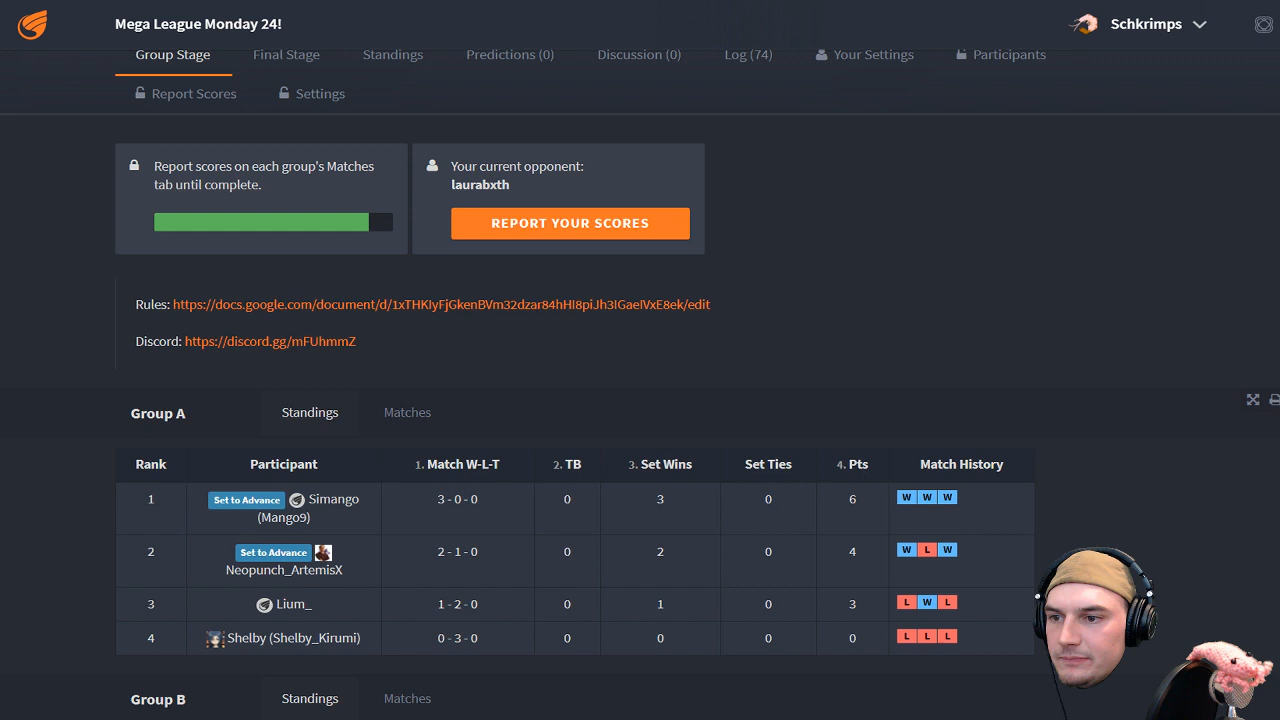 Mega League Monday 24!
Schkrimps
Group Stage Final Stage Standings Predictions (0) Discussion (0) Log (74) Your Settings Participants
Report Scores Settings
Report scores on each group's Matches
tab until complete.
Your current opponent:
laurabxth
REPORT YOUR SCORES
Rules: https://docs.google.com/document/d/1xTHKIyFjGkenBVm32dzar84hHI8piJh3IGaeIVxE8ek/edit
Discord: https://discord.gg/mFUhmmZ
Group A Standings Matches
Rank Participant 1. Match W-L-T 2. TB 3. Set Wins Set Ties 4. Pts Match History
1 Set to Advance Simango (Mango9) 3 - 0 - 0 0 3 0 6 W W W
2 Set to Advance Neopunch_ArtemisX 2 - 1 - 0 0 2 0 4 W L W
3 Lium_ 1 - 2 - 0 0 1 0 3 L W L
4 Shelby (Shelby_Kirumi) 0 - 3 - 0 0 0 0 0 L L L
Group B Standings Matches